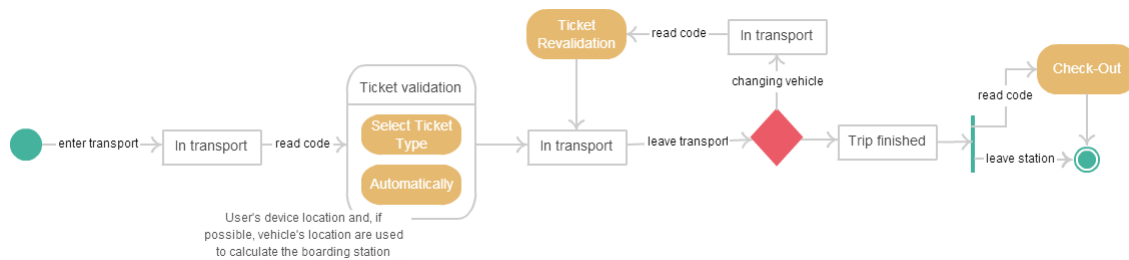 enter transport
In transport
read code
Ticket validation
Select Ticket
Type
Automatically
User's device location and, if
possible, vehicle's location are used
to calculate the boarding station
Ticket
Revalidation
read code
In transport
changing vehicle
In transport
leave transport
Trip finished
read code
leave station
Check-Out